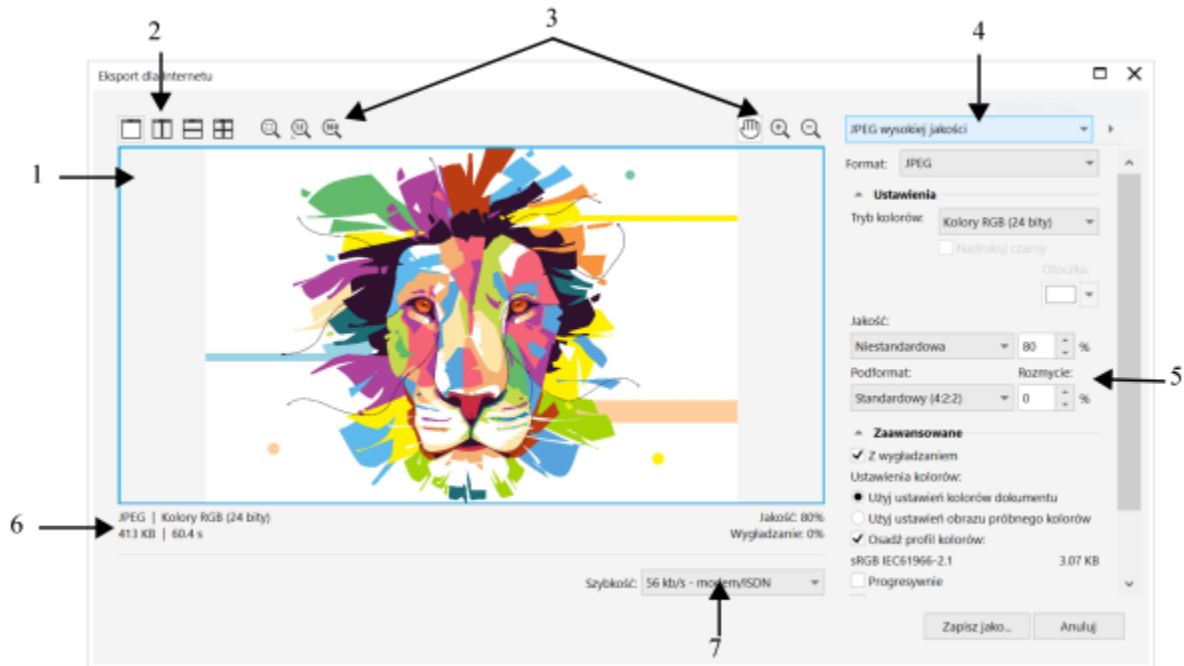 2
3
4
Eksport dla Internetu
JPEG wysokiej jakości
1
Format: JPEG
Ustawienia
Tryb kolorów: Kolory RGB (24 bity)
Nadrukuj czarny
Otoczka:
Jakość:
Niestandardowa 80 %
Podformat: Rozmycie:
5
Standardowy (4:2:2) 0 %
Zaawansowane
Z wygładzaniem
Ustawienia kolorów:
Użyj ustawień kolorów dokumentu
Użyj ustawień obrazu próbnego kolorów
Osadź profil kolorów:
sRGB IEC61966-2.1 3.07 KB
Progresywnie
6
JPEG | Kolory RGB (24 bity) Jakość: 80%
413 KB | 60.4 s Wygładzanie: 0%
Szybkość: 56 kb/s - modem/ISDN
7
Zapisz jako... Anuluj